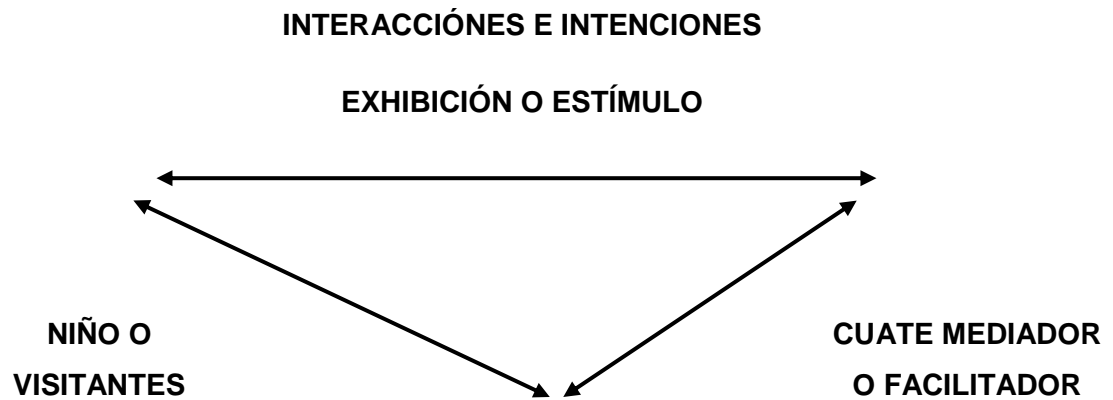 INTERACCIÓNES E INTENCIONES
EXHIBICIÓN O ESTÍMULO
NIÑO O
VISITANTES
CUATE MEDIADOR
O FACILITADOR